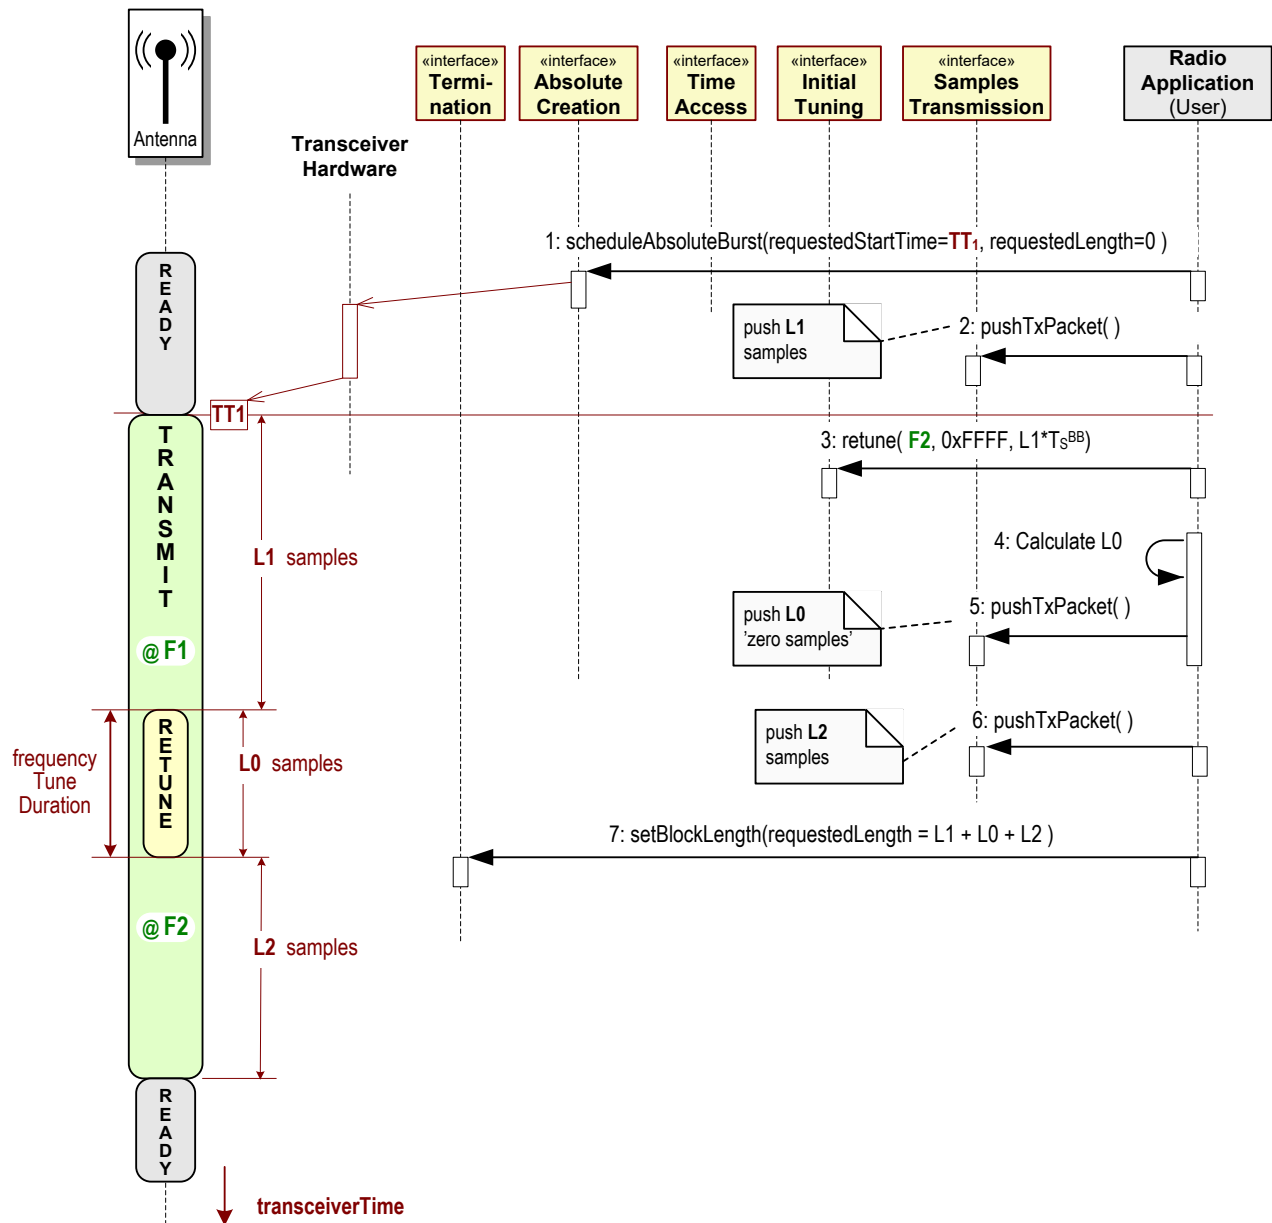 Antenna
Transceiver
Hardware
«interface»
Termi-
nation
«interface»
Absolute
Creation
«interface»
Time
Access
«interface»
Initial
Tuning
«interface»
Samples
Transmission
Radio
Application
(User)
READY
1: scheduleAbsoluteBurst(requestedStartTime=TT1, requestedLength=0 )
push L1
samples
2: pushTxPacket( )
TT1
TRANSMIT
3: retune( F2, 0xFFFF, L1*TSBB)
L1 samples
4: Calculate L0
push L0
'zero samples'
5: pushTxPacket( )
@ F1
RETUNE
frequency
Tune
Duration
L0 samples
push L2
samples
6: pushTxPacket( )
7: setBlockLength(requestedLength = L1 + L0 + L2 )
@ F2
L2 samples
READY
transceiverTime